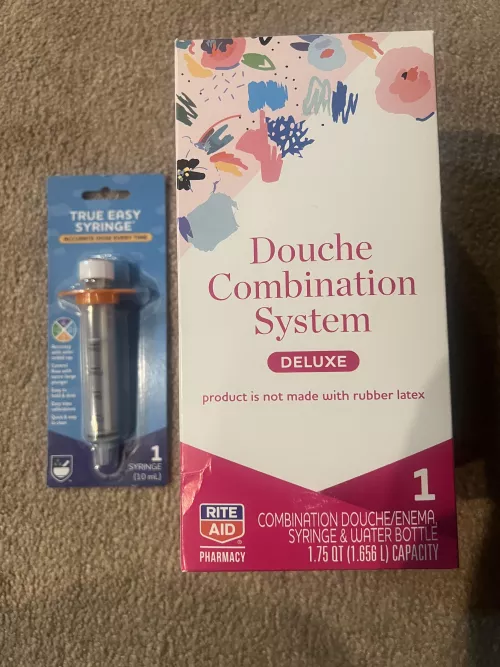 TRUE EASY
SYRINGE™
ACCURATE DOSE EVERY TIME
1
SYRINGE
(10 mL)
Douche
Combination
System
DELUXE
product is not made with rubber latex
1
RITE
AID
PHARMACY
COMBINATION DOUCHE/ENEMA,
SYRINGE & WATER BOTTLE
1.75 QT (1.656 L) CAPACITY